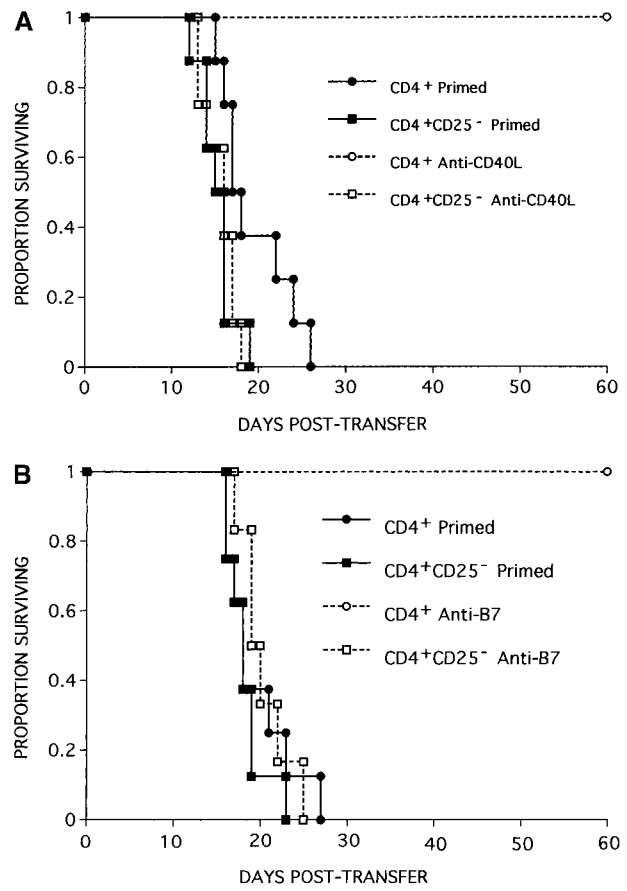 A
1
0.8
0.6
0.4
0.2
0
PROPORTION SURVIVING
CD4+ Primed
CD4+CD25- Primed
CD4+ Anti-CD40L
CD4+CD25- Anti-CD40L
0 10 20 30 40 50 60
DAYS POST-TRANSFER
B
1
0.8
0.6
0.4
0.2
0
PROPORTION SURVIVING
CD4+ Primed
CD4+CD25- Primed
CD4+ Anti-B7
CD4+CD25- Anti-B7
0 10 20 30 40 50 60
DAYS POST-TRANSFER